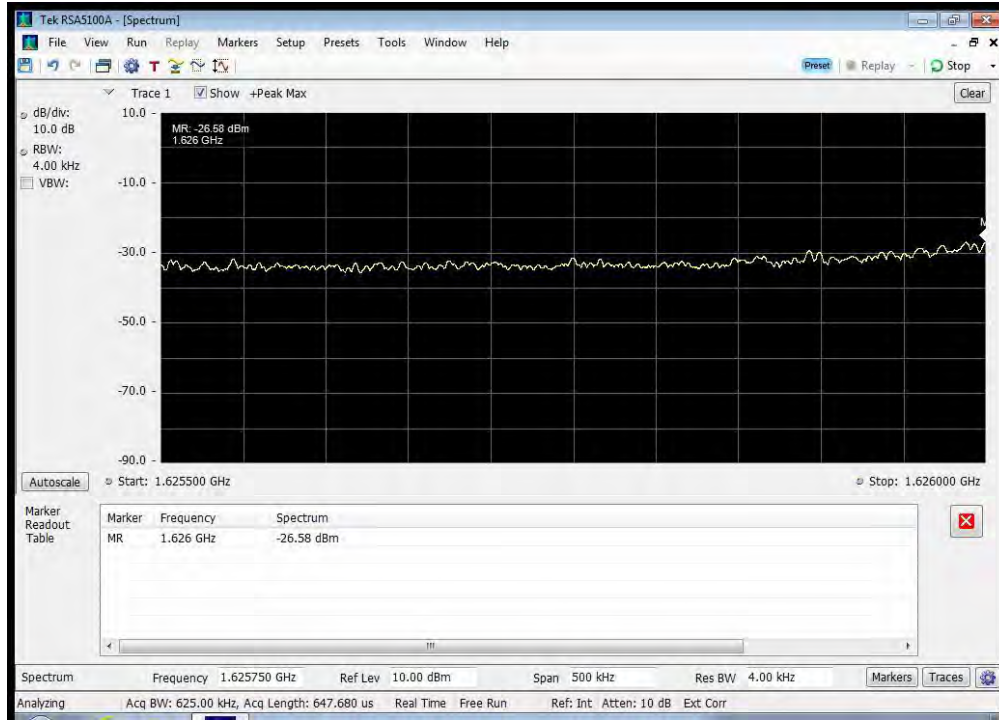 Tek RSA5100A - [Spectrum]
File View Run Replay Markers Setup Presets Tools Window Help
T
Preset Replay Stop
Trace 1 Show +Peak Max Clear
dB/div:
10.0 dB
RBW:
4.00 kHz
VBW:
10.0
MR: -26.58 dBm
1.626 GHz
-10.0
M
-30.0
-50.0
-70.0
-90.0
Autoscale Start: 1.625500 GHz Stop: 1.626000 GHz
Marker
Readout
Table
Marker Frequency Spectrum
MR 1.626 GHz -26.58 dBm
Spectrum Frequency 1.625750 GHz Ref Lev 10.00 dBm Span 500 kHz Res BW 4.00 kHz Markers Traces
Analyzing Acq BW: 625.00 kHz, Acq Length: 647.680 us Real Time Free Run Ref: Int Atten: 10 dB Ext Corr